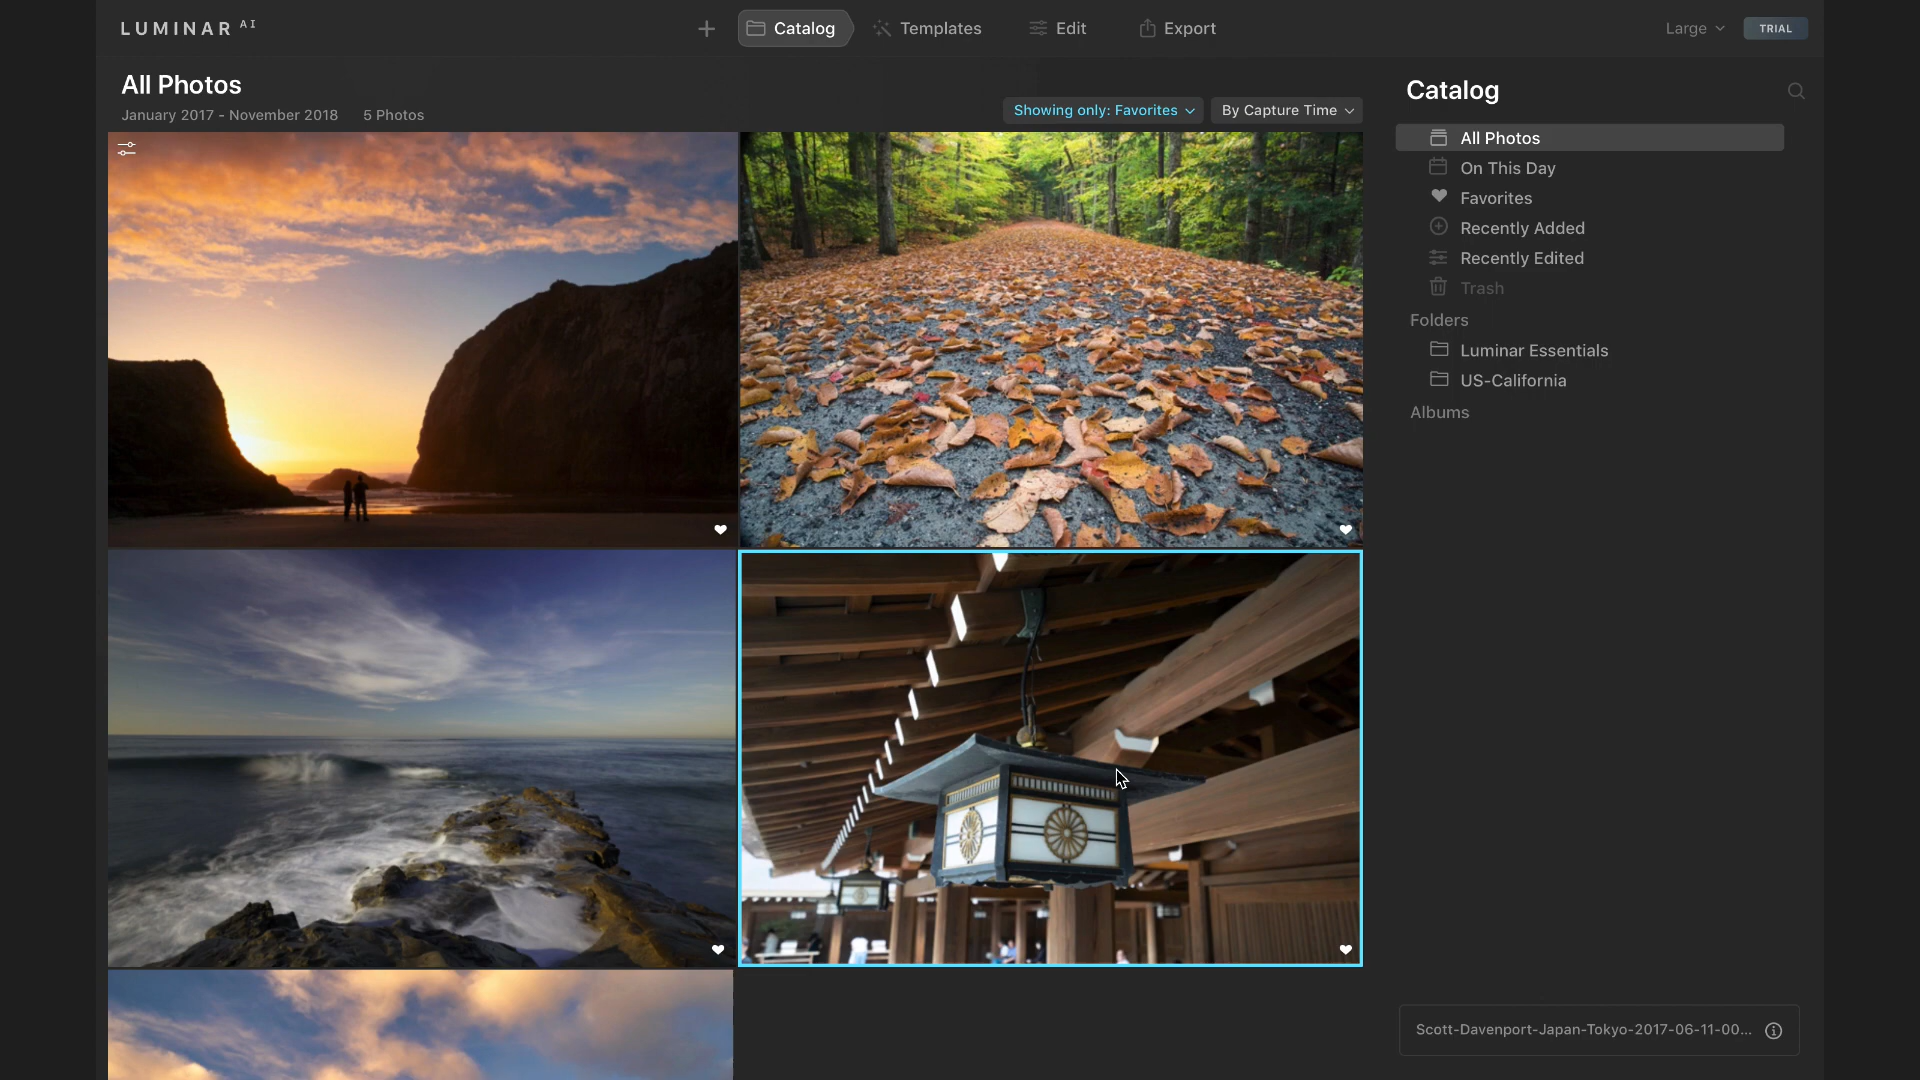 LUMINAR AI
Catalog
Templates
Edit
Export
Large
TRIAL
All Photos
January 2017 - November 2018
5 Photos
Showing only: Favorites
By Capture Time
Catalog
All Photos
On This Day
Favorites
Recently Added
Recently Edited
Trash
Folders
Luminar Essentials
US-California
Albums
Scott-Davenport-Japan-Tokyo-2017-06-11-00...